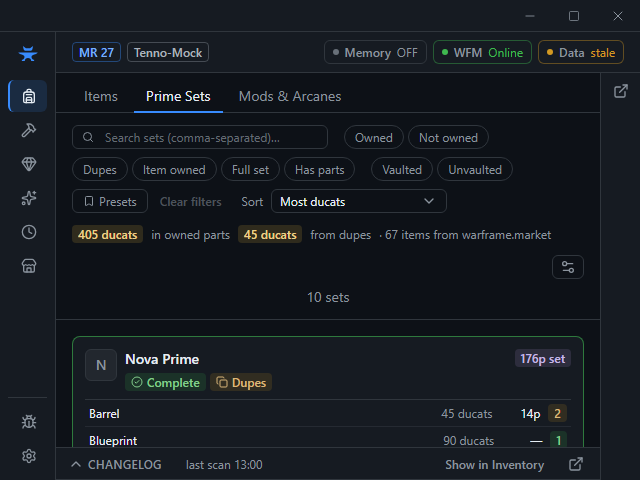 MR 27 Tenno-Mock Memory OFF WFM Online Data stale
Items Prime Sets Mods & Arcanes
Search sets (comma-separated)... Owned Not owned
Dupes Item owned Full set Has parts Vaulted Unvaulted
Presets Clear filters Sort Most ducats
405 ducats in owned parts 45 ducats from dupes · 67 items from warframe.market
10 sets
N Nova Prime 176p set
Complete Dupes
Barrel 45 ducats 14p 2
Blueprint 90 ducats — 1
CHANGELOG last scan 13:00 Show in Inventory